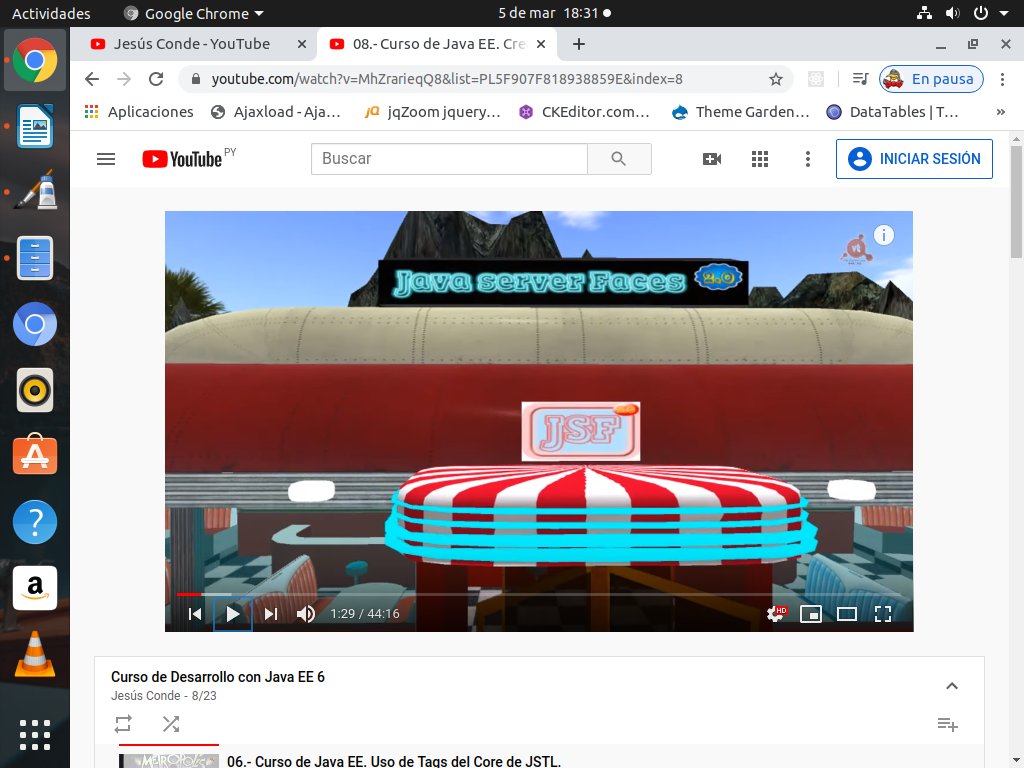 Actividades Google Chrome 5 de mar 18:31
Jesús Conde - YouTube 08.- Curso de Java EE. Cre
youtube.com/watch?v=MhZrarieqQ8&list=PL5F907F818938859E&index=8 En pausa
Aplicaciones Ajaxload - Aja... jqZoom jquery... CKEditor.com... Theme Garden... DataTables | T... »
YouTube PY Buscar INICIAR SESIÓN
i
vt
Java server Faces 2.0
JSF
1:29 / 44:16 HD
Curso de Desarrollo con Java EE 6
Jesús Conde - 8/23
METROPOLIS
06.- Curso de Java EE. Uso de Tags del Core de JSTL.